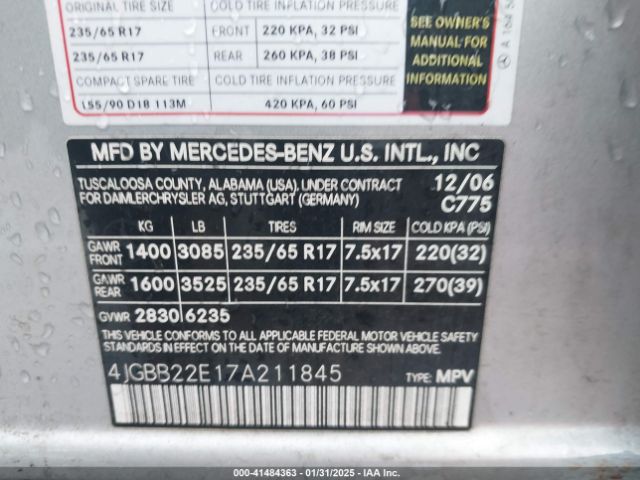 ORIGINAL TIRE SIZE COLD TIRE INFLATION PRESSURE
235/65 R17 FRONT 220 KPA, 32 PSI
235/65 R17 REAR 260 KPA, 38 PSI
COMPACT SPARE TIRE COLD TIRE INFLATION PRESSURE
155/90 D18 113M 420 KPA, 60 PSI
SEE OWNER'S
MANUAL FOR
ADDITIONAL
INFORMATION
A 164
MFD BY MERCEDES-BENZ U.S. INTL., INC
TUSCALOOSA COUNTY, ALABAMA (USA), UNDER CONTRACT 12/06
FOR DAIMLERCHRYSLER AG, STUTTGART (GERMANY) C775
KG LB TIRES RIM SIZE COLD KPA (PSI)
GAWR FRONT 1400 3085 235/65 R17 7.5x17 220(32)
GAWR REAR 1600 3525 235/65 R17 7.5x17 270(39)
GVWR 2830 6235
THIS VEHICLE CONFORMS TO ALL APPLICABLE FEDERAL MOTOR VEHICLE SAFETY
STANDARDS IN EFFECT ON THE DATE OF MANUFACTURE SHOWN ABOVE.
4JGBB22E17A211845 TYPE: MPV
000-41484363 - 01/31/2025 - IAA Inc.